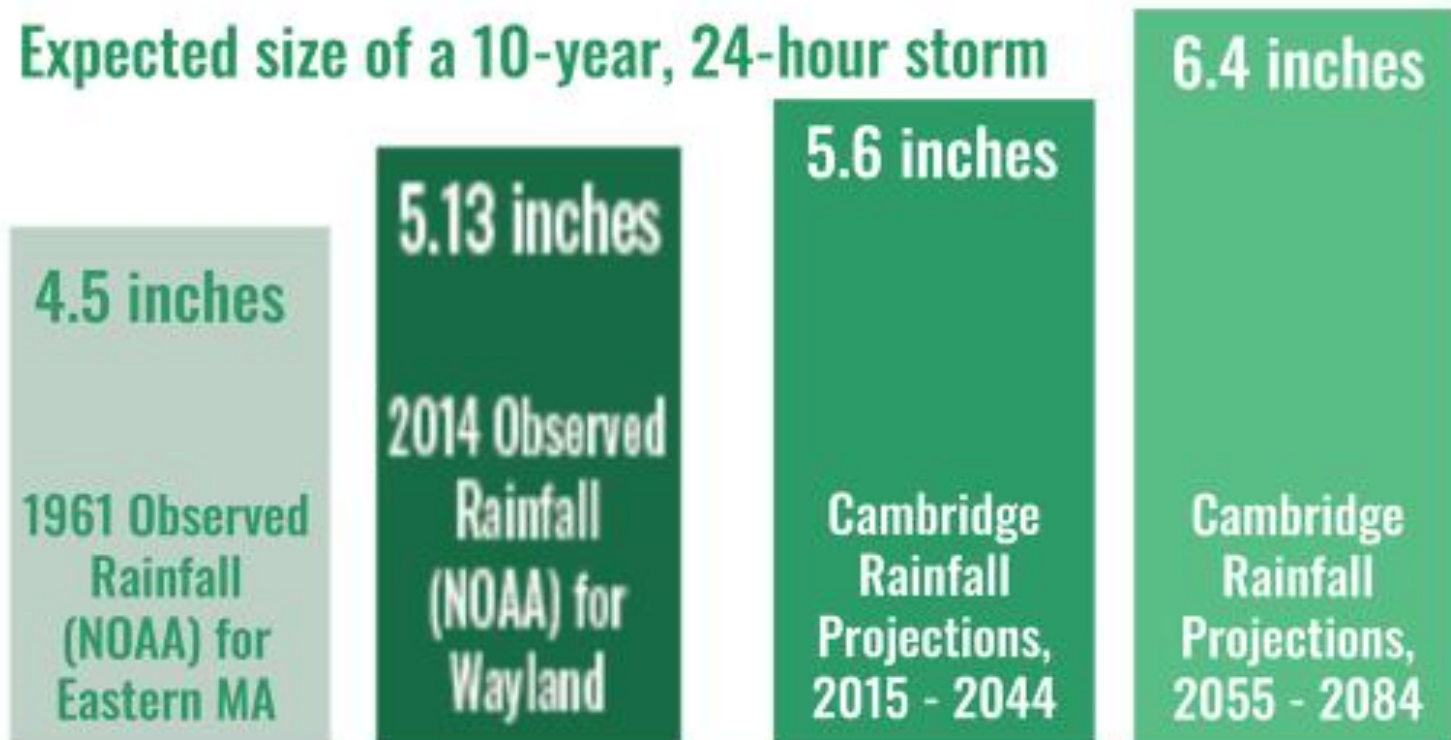 Expected size of a 10-year, 24-hour storm
4.5 inches
1961 Observed
Rainfall
(NOAA) for
Eastern MA
5.13 inches
2014 Observed
Rainfall
(NOAA) for
Wayland
5.6 inches
Cambridge
Rainfall
Projections,
2015 - 2044
6.4 inches
Cambridge
Rainfall
Projections,
2055 - 2084